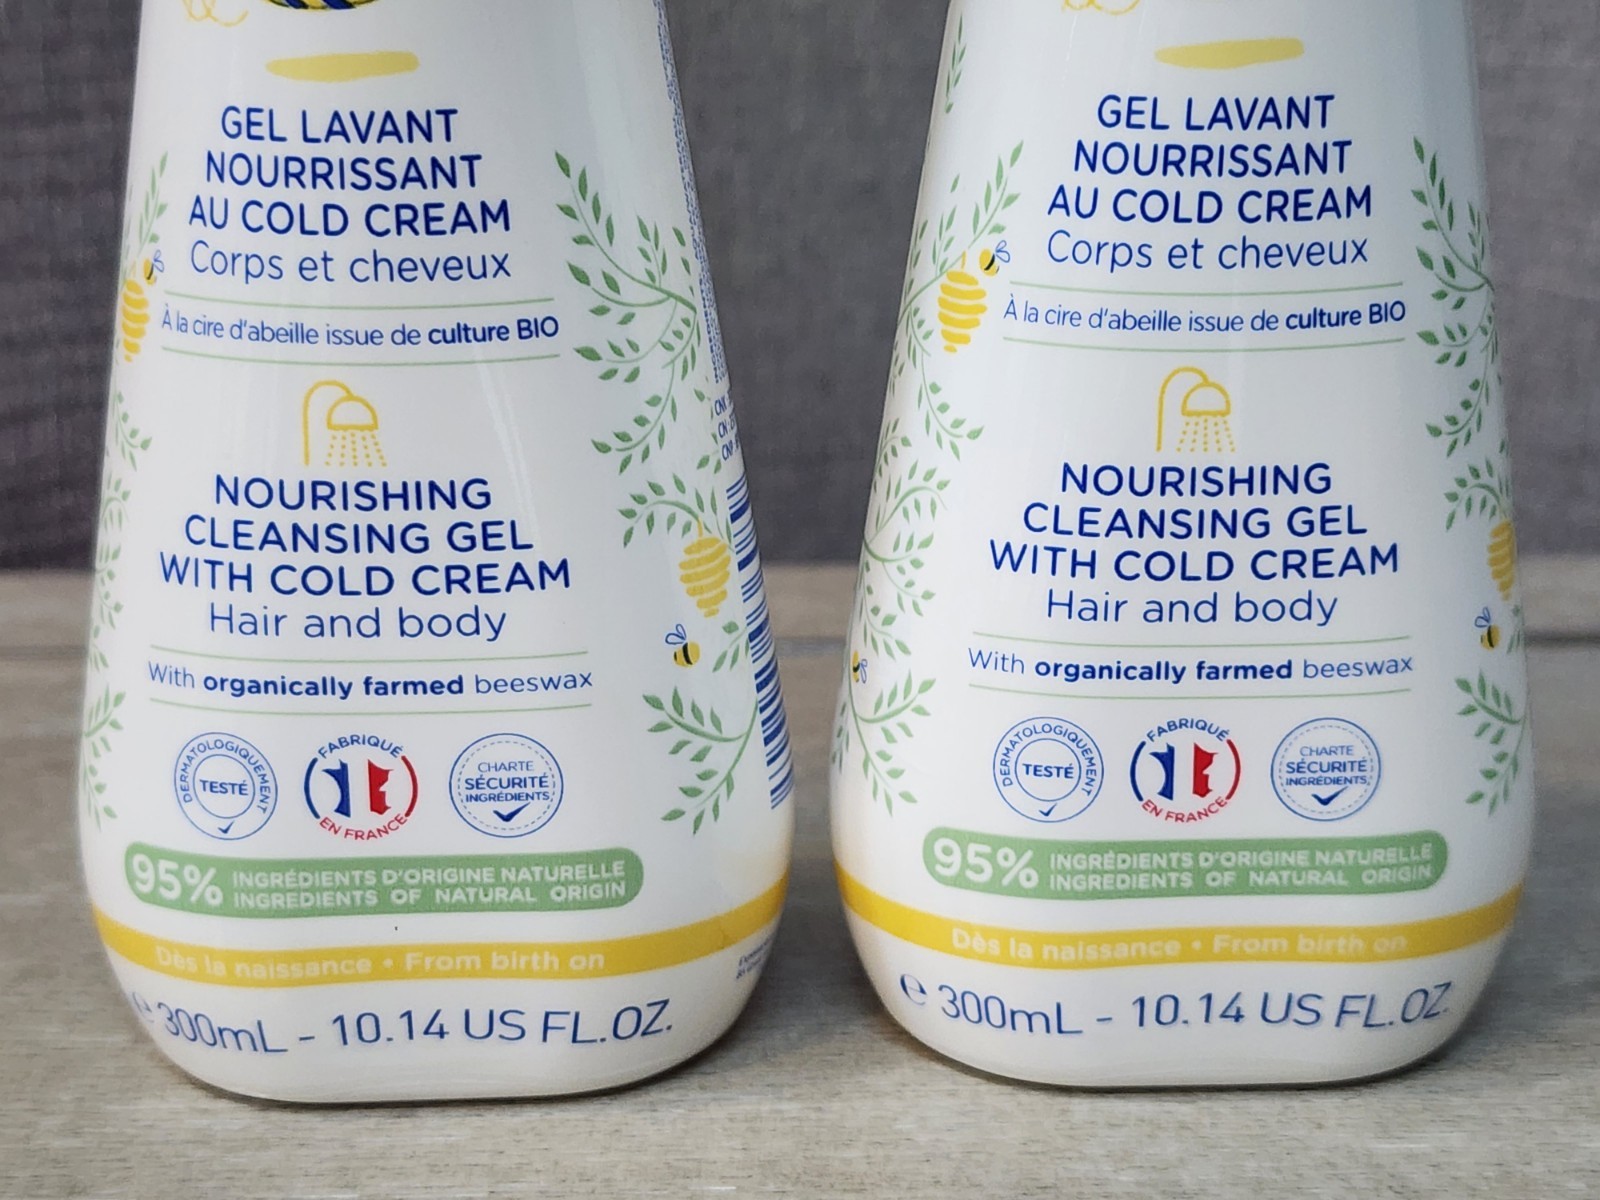 GEL LAVANT
NOURRISSANT
AU COLD CREAM
Corps et cheveux
À la cire d'abeille issue de culture BIO
NOURISHING
CLEANSING GEL
WITH COLD CREAM
Hair and body
With organically farmed beeswax
DERMATOLOGIQUEMENT
TESTÉ
FABRIQUÉ
EN FRANCE
CHARTE
SÉCURITÉ
INGRÉDIENTS
95% INGRÉDIENTS D'ORIGINE NATURELLE
INGREDIENTS OF NATURAL ORIGIN
Dès la naissance • From birth on
e 300mL - 10.14 US FL.OZ.
GEL LAVANT
NOURRISSANT
AU COLD CREAM
Corps et cheveux
À la cire d'abeille issue de culture BIO
NOURISHING
CLEANSING GEL
WITH COLD CREAM
Hair and body
With organically farmed beeswax
DERMATOLOGIQUEMENT
TESTÉ
FABRIQUÉ
EN FRANCE
CHARTE
SÉCURITÉ
INGRÉDIENTS
95% INGRÉDIENTS D'ORIGINE NATURELLE
INGREDIENTS OF NATURAL ORIGIN
Dès la naissance • From birth on
e 300mL - 10.14 US FL.OZ.